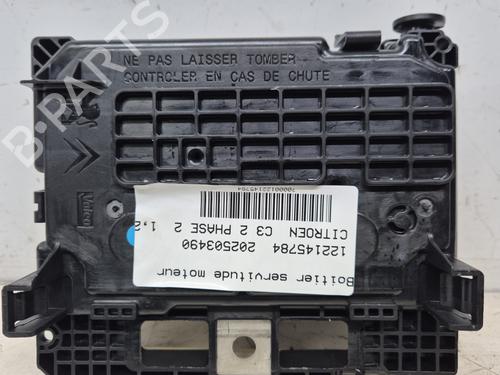 NE PAS LAISSER TOMBER
CONTROLER EN CAS DE CHUTE
Valeo
Boitier servitude moteur
122145784 202503490
CITROEN C3 2 PHASE 2 1,2
70000122145784
B-PARTS